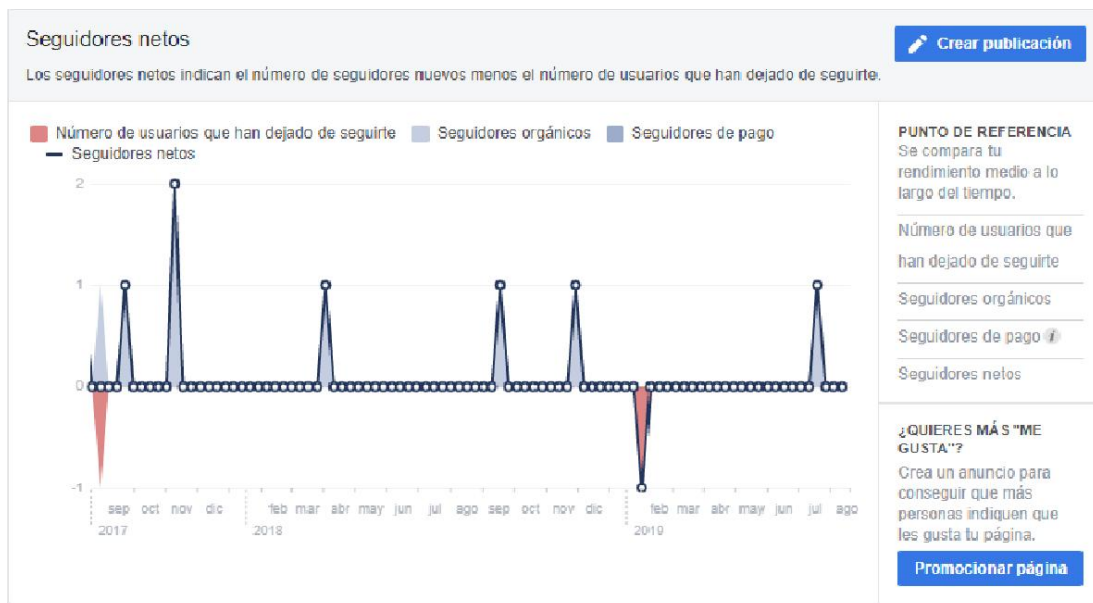 Seguidores netos
Crear publicación
Los seguidores netos indican el número de seguidores nuevos menos el número de usuarios que han dejado de seguirte.
Número de usuarios que han dejado de seguirte
Seguidores orgánicos
Seguidores de pago
Seguidores netos
2
1
0
-1
sep oct nov dic feb mar abr may jun jul ago sep oct nov dic feb mar abr may jun jul ago
2017 2018 2019
PUNTO DE REFERENCIA
Se compara tu
rendimiento medio a lo
largo del tiempo.
Número de usuarios que
han dejado de seguirte
Seguidores orgánicos
Seguidores de pago i
Seguidores netos
¿QUIERES MÁS "ME
GUSTA"?
Crea un anuncio para
conseguir que más
personas indiquen que
les gusta tu página.
Promocionar página